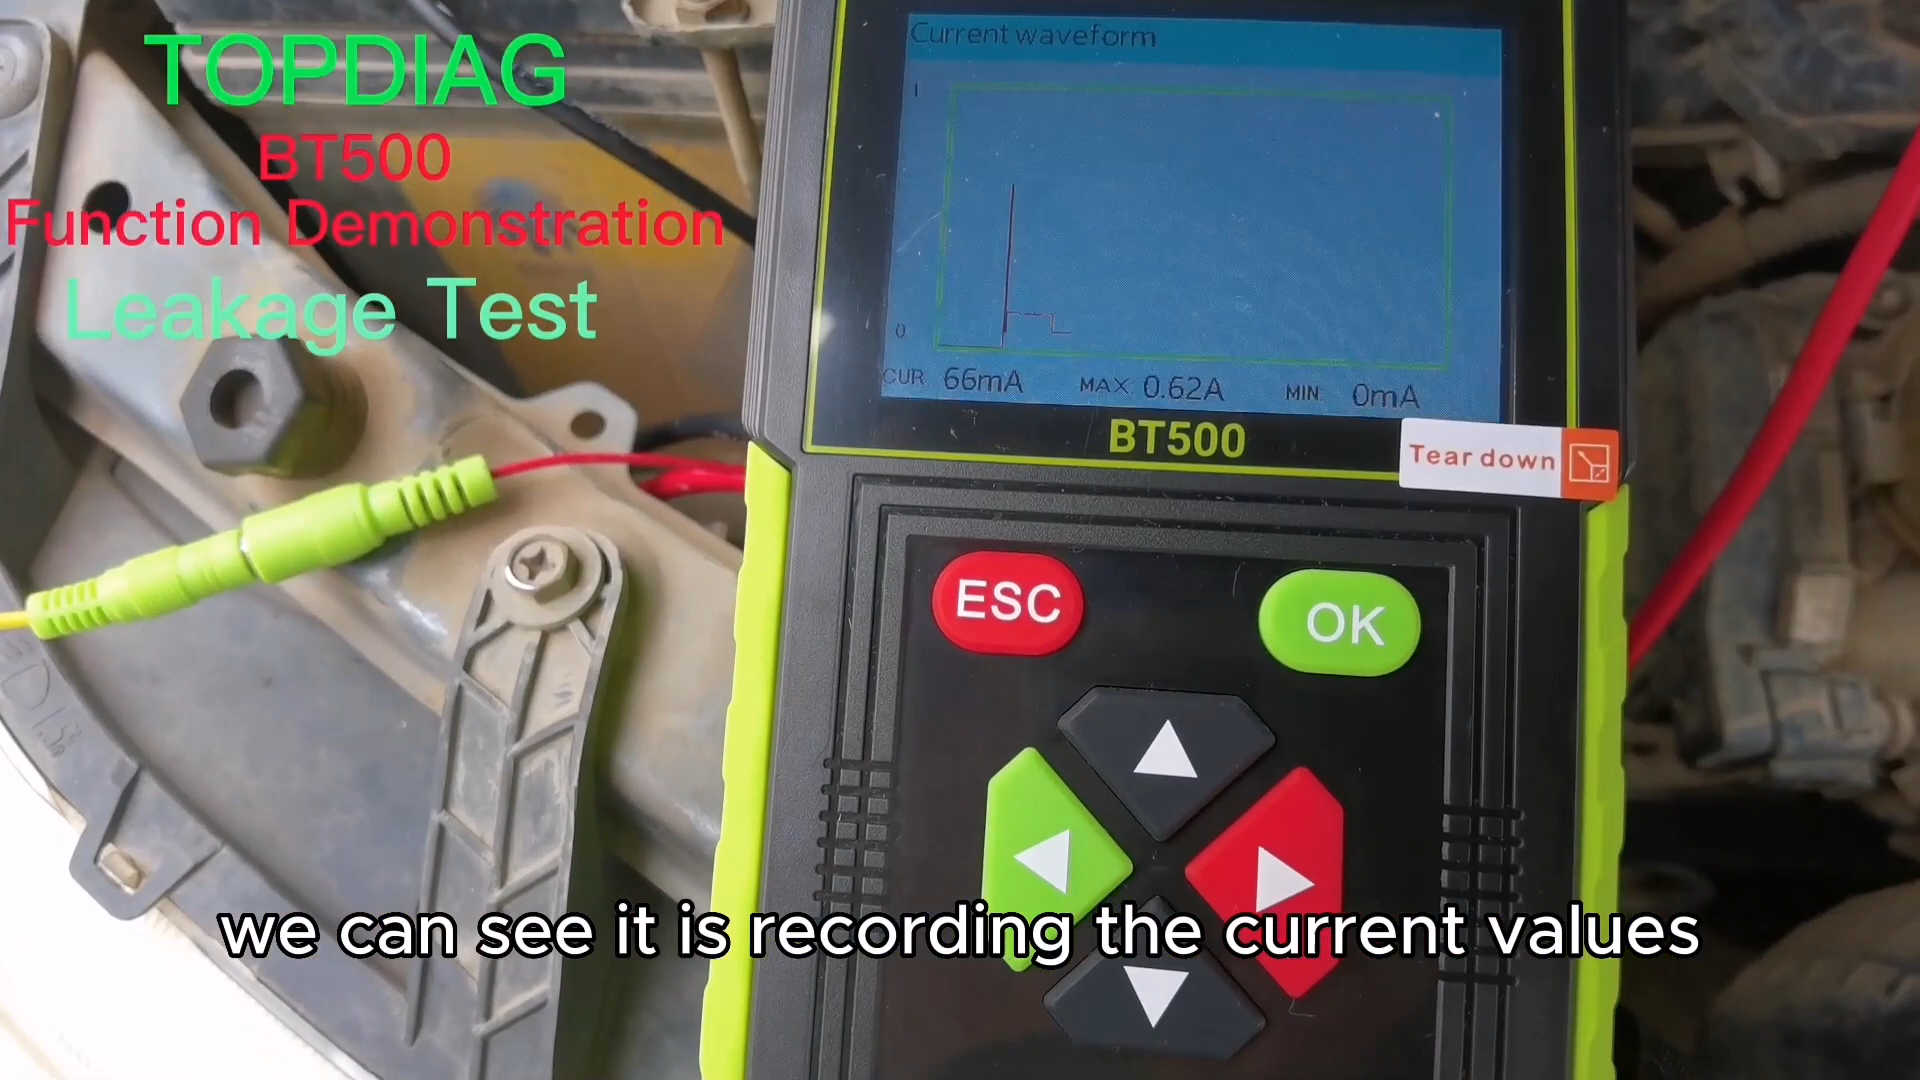 TOPDIAG
BT500
Function Demonstration
Leakage Test
Current waveform
1
0
CUR 66mA MAX 0.62A MIN 0mA
BT500
Tear down
ESC
OK
we can see it is recording the current values